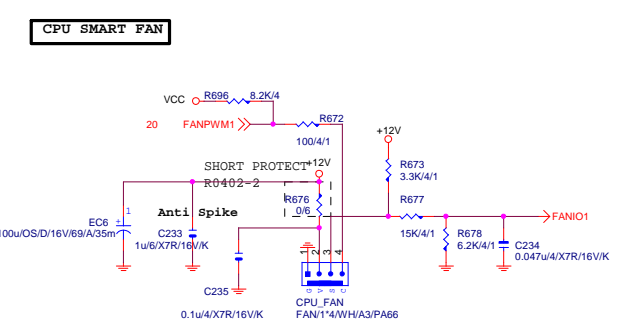 CPU SMART FAN
VCC
R696
8.2K/4
20
FANPWM1
R672
100/4/1
+12V
SHORT PROTECT
+12V
R0402-2
R673
3.3K/4/1
R676
0/6
R677
15K/4/1
FANIO1
1
Anti Spike
EC6
+
100u/OS/D/16V/69/A/35m
C233
1u/6/X7R/16V/K
R678
6.2K/4/1
C234
0.047u/4/X7R/16V/K
1 2 3 4
G V S C
C235
0.1u/4/X7R/16V/K
CPU_FAN
FAN/1*4/WH/A3/PA66